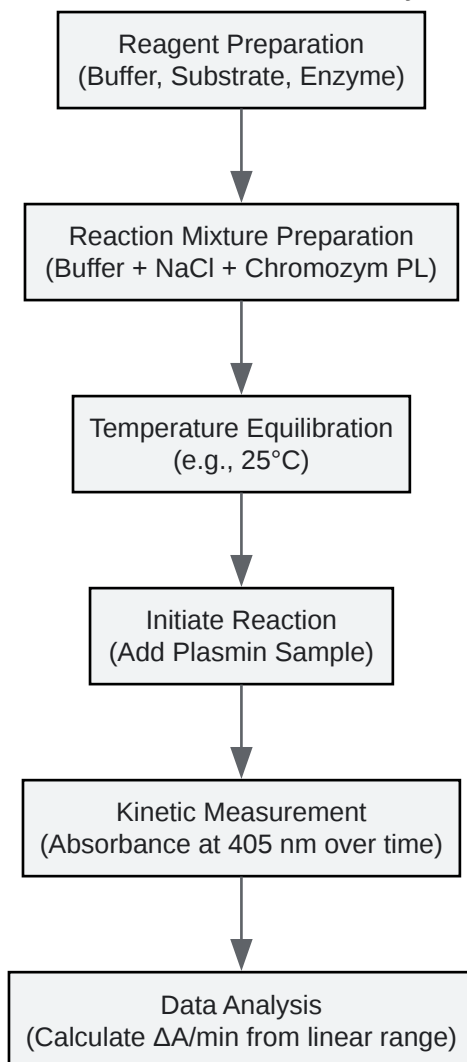 Reagent Preparation
(Buffer, Substrate, Enzyme)
Reaction Mixture Preparation
(Buffer + NaCl + Chromozym PL)
Temperature Equilibration
(e.g., 25°C)
Initiate Reaction
(Add Plasmin Sample)
Kinetic Measurement
(Absorbance at 405 nm over time)
Data Analysis
(Calculate ΔA/min from linear range)